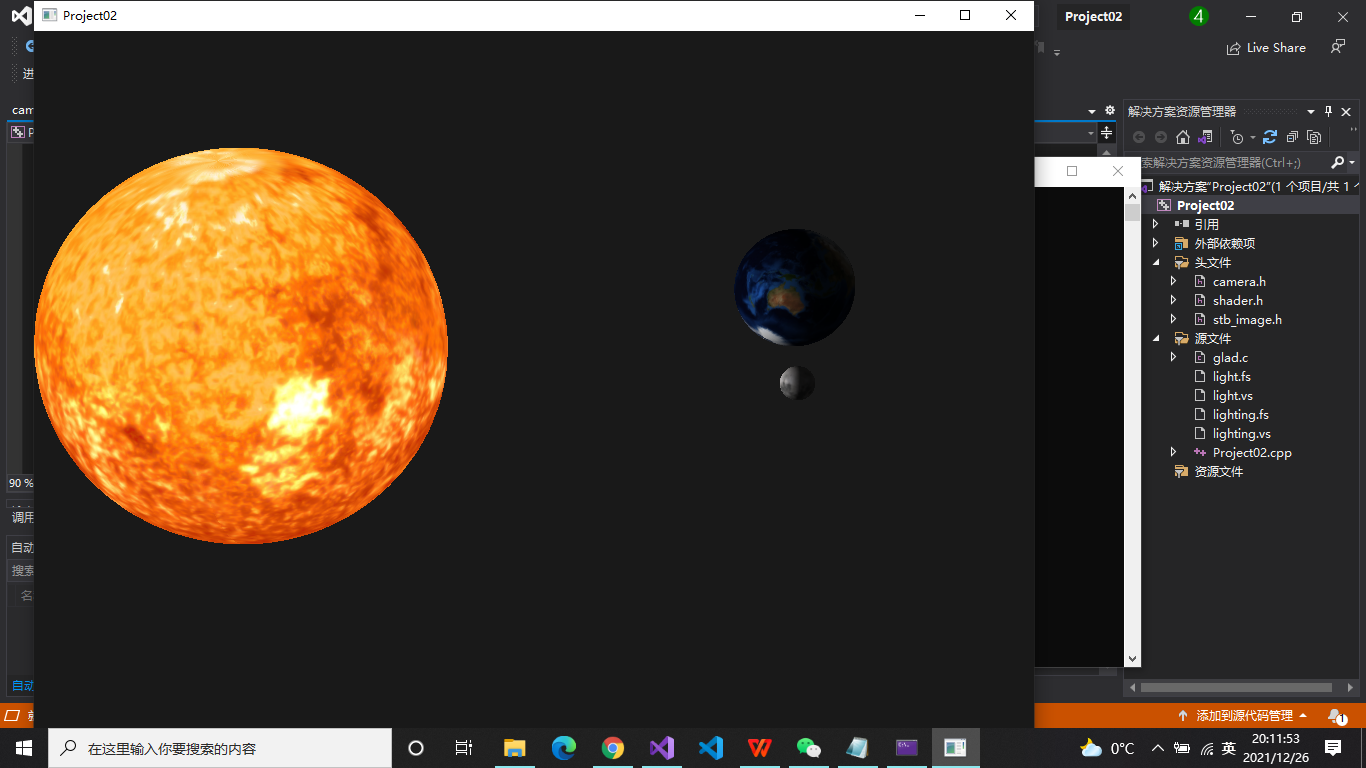 Project02
Project02
4
Live Share
进
cam
解决方案资源管理器
P
索解决方案资源管理器(Ctrl+;)
解决方案"Project02"(1 个项目/共 1 个
Project02
引用
外部依赖项
头文件
camera.h
shader.h
stb_image.h
源文件
glad.c
light.fs
light.vs
lighting.fs
lighting.vs
Project02.cpp
资源文件
90 %
调用
自动
搜索
名
自动
就
添加到源代码管理
1
在这里输入你要搜索的内容
0°C
英
20:11:53
2021/12/26